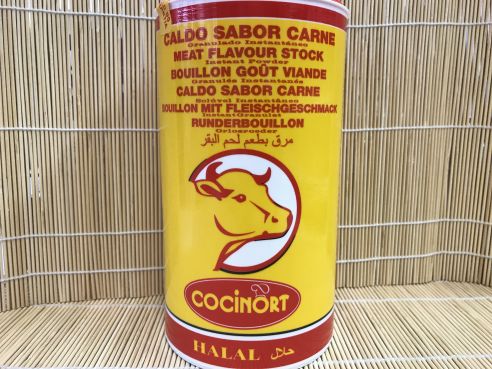 CALDO SABOR CARNE
Granulado Instantáneo
MEAT FLAVOUR STOCK
Instant Powder
BOUILLON GOÛT VIANDE
Granulés Instantanés
CALDO SABOR CARNE
Solúvel Instantâneo
BOUILLON MIT FLEISCHGESCHMACK
Instant Granulat
RUNDERBOUILLON
مرق بطعم لحم البقر
COCINORT
HALAL حلال